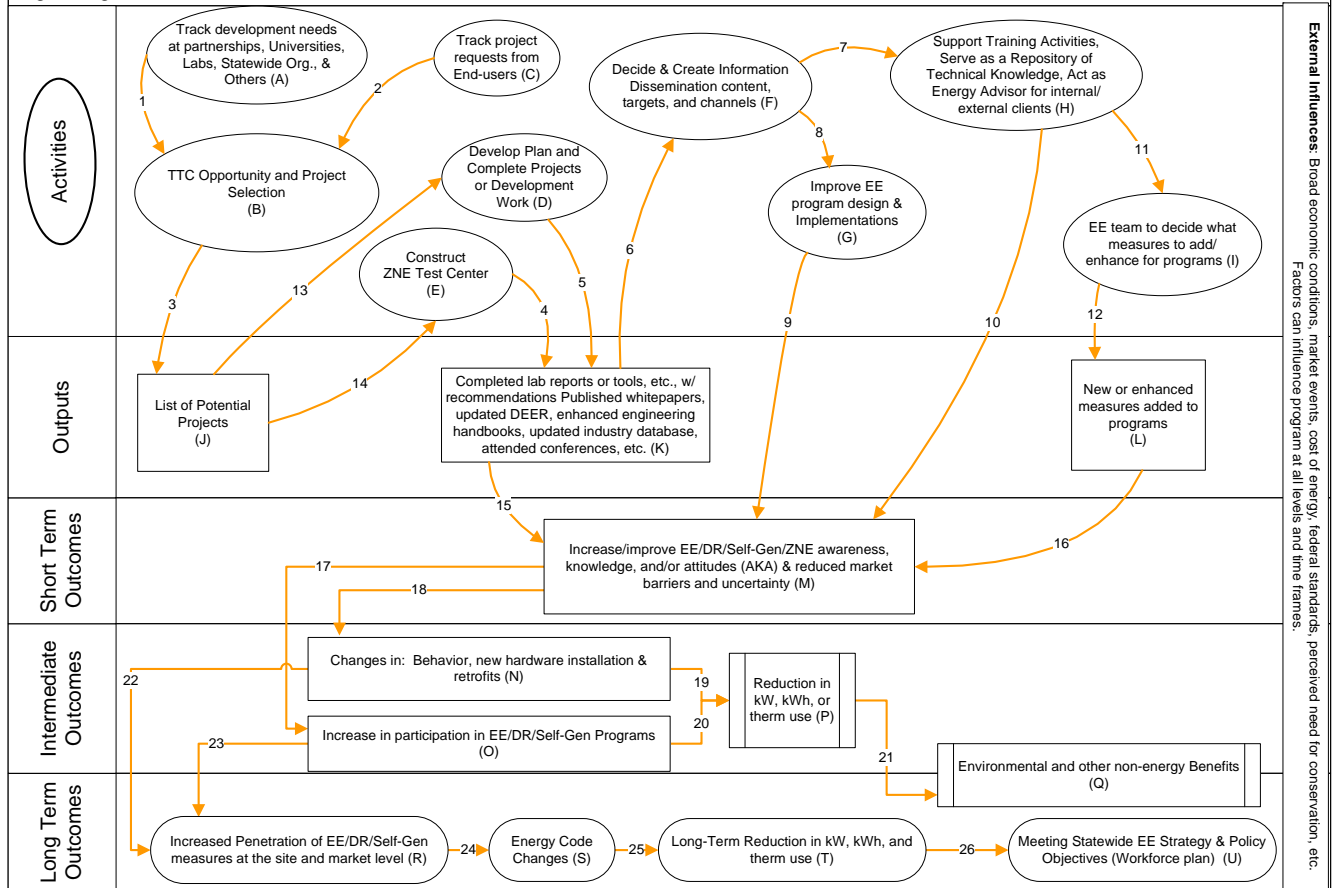 Activities
Track development needs
at partnerships, Universities,
Labs, Statewide Org., &
Others (A)
Track project
requests from
End-users (C)
Decide & Create Information
Dissemination content,
targets, and channels (F)
Support Training Activities,
Serve as a Repository of
Technical Knowledge, Act as
Energy Advisor for internal/
external clients (H)
1
2
7
8
11
TTC Opportunity and Project
Selection
(B)
Develop Plan and
Complete Projects
or Development
Work (D)
Improve EE
program design &
Implementations
(G)
EE team to decide what
measures to add/
enhance for programs (I)
Construct
ZNE Test Center
(E)
3
13
4
5
6
9
10
12
Outputs
List of Potential
Projects
(J)
14
Completed lab reports or tools, etc., w/
recommendations Published whitepapers,
updated DEER, enhanced engineering
handbooks, updated industry database,
attended conferences, etc. (K)
New or enhanced
measures added to
programs
(L)
15
16
Short Term
Outcomes
Increase/improve EE/DR/Self-Gen/ZNE awareness,
knowledge, and/or attitudes (AKA) & reduced market
barriers and uncertainty (M)
17
18
Intermediate
Outcomes
Changes in: Behavior, new hardware installation &
retrofits (N)
22
19
20
Reduction in
kW, kWh, or
therm use (P)
Increase in participation in EE/DR/Self-Gen Programs
(O)
23
21
Environmental and other non-energy Benefits
(Q)
Long Term
Outcomes
Increased Penetration of EE/DR/Self-Gen
measures at the site and market level (R)
24
Energy Code
Changes (S)
25
Long-Term Reduction in kW, kWh, and
therm use (T)
26
Meeting Statewide EE Strategy & Policy
Objectives (Workforce plan) (U)
External Influences: Broad economic conditions, market events, cost of energy, federal standards, perceived need for conservation, etc.
Factors can influence program at all levels and time frames.